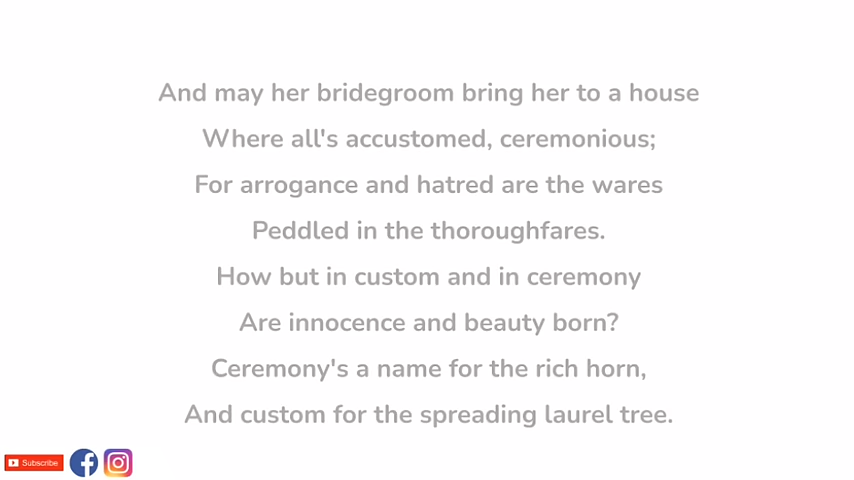 And may her bridegroom bring her to a house
Where all's accustomed, ceremonious;
For arrogance and hatred are the wares
Peddled in the thoroughfares.
How but in custom and in ceremony
Are innocence and beauty born?
Ceremony's a name for the rich horn,
And custom for the spreading laurel tree.
Subscribe